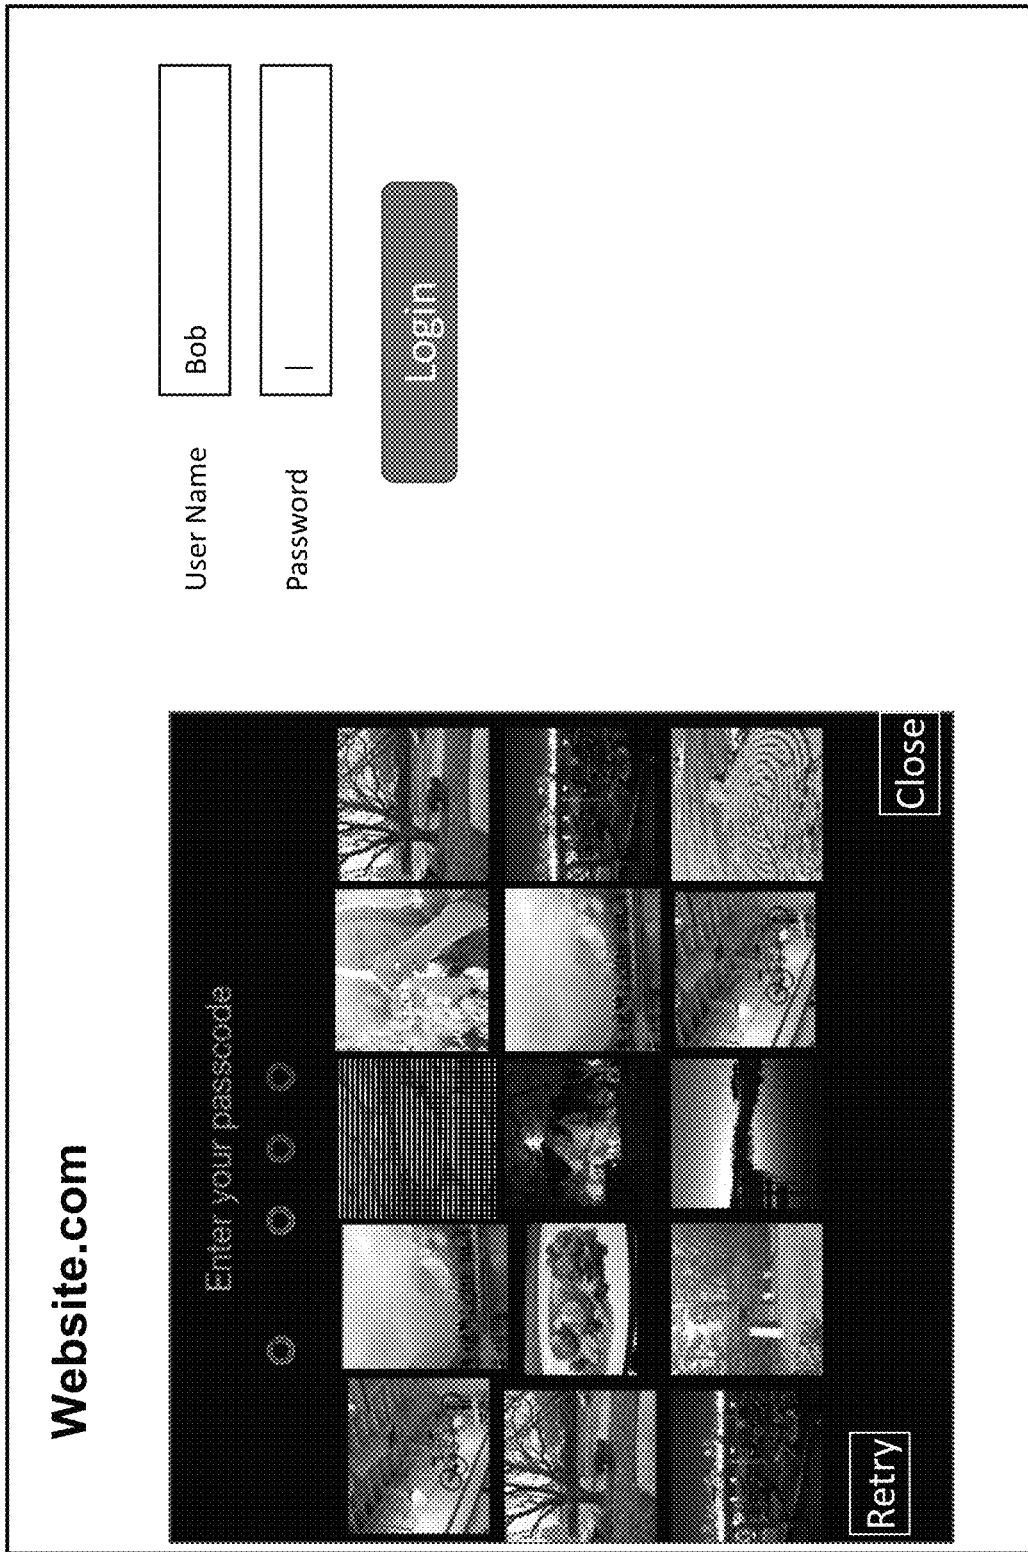 Website.com
Enter your passcode
Retry
Close
User Name
Bob
Password
Login